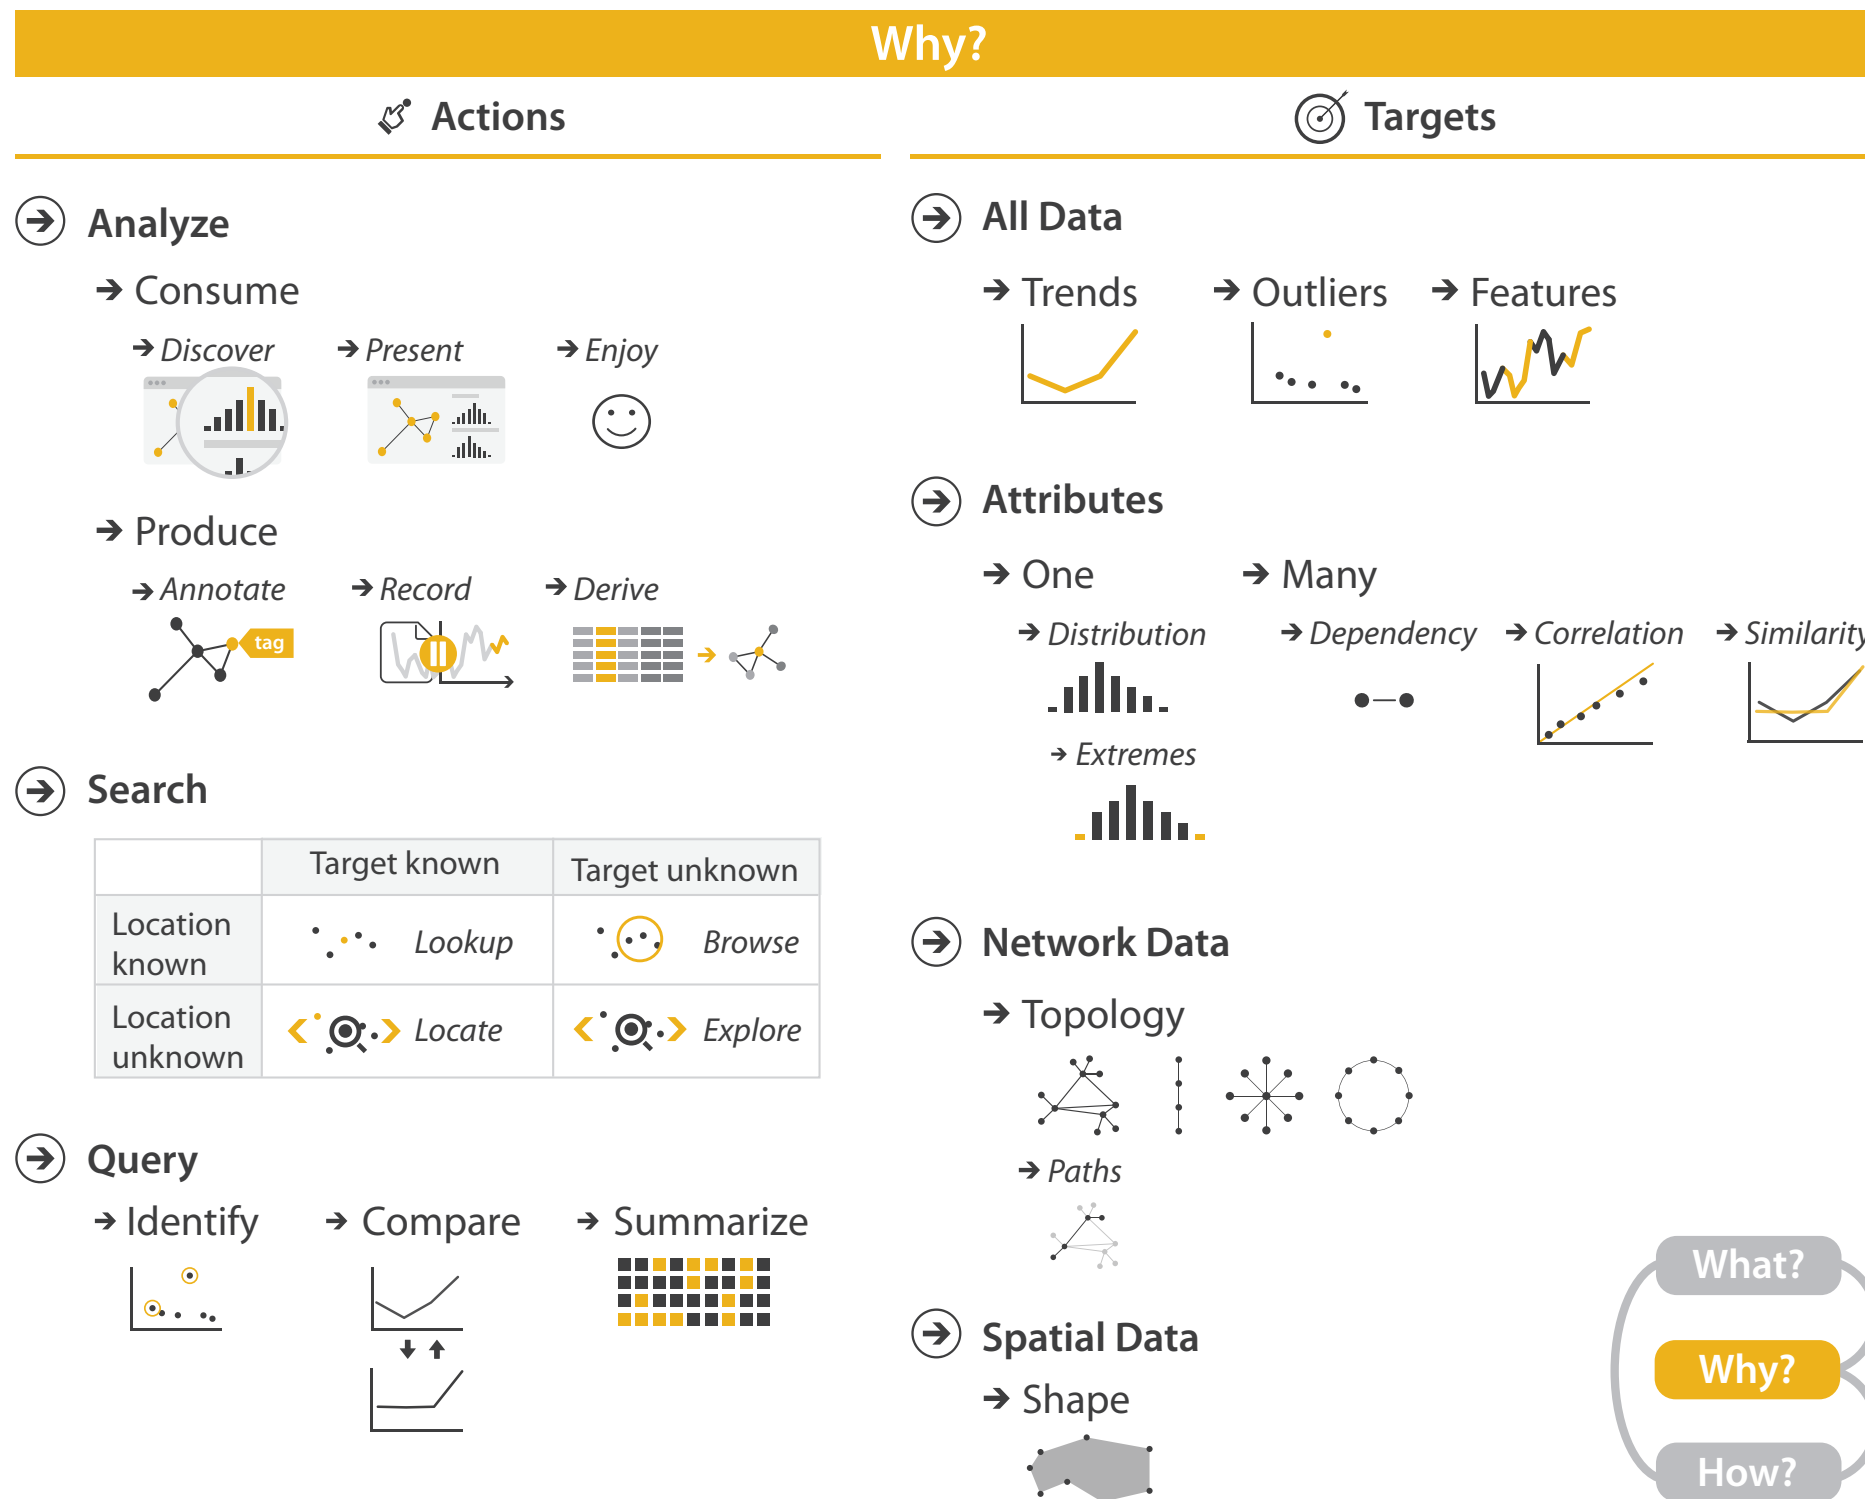 Why?
Actions
Analyze
Consume
Discover
Present
Enjoy
Produce
Annotate
Record
Derive
tag
Search
Target known
Target unknown
Location known
Lookup
Browse
Location unknown
Locate
Explore
Query
Identify
Compare
Summarize
Targets
All Data
Trends
Outliers
Features
Attributes
One
Many
Distribution
Dependency
Correlation
Similarity
Extremes
Network Data
Topology
Paths
Spatial Data
Shape
What?
Why?
How?